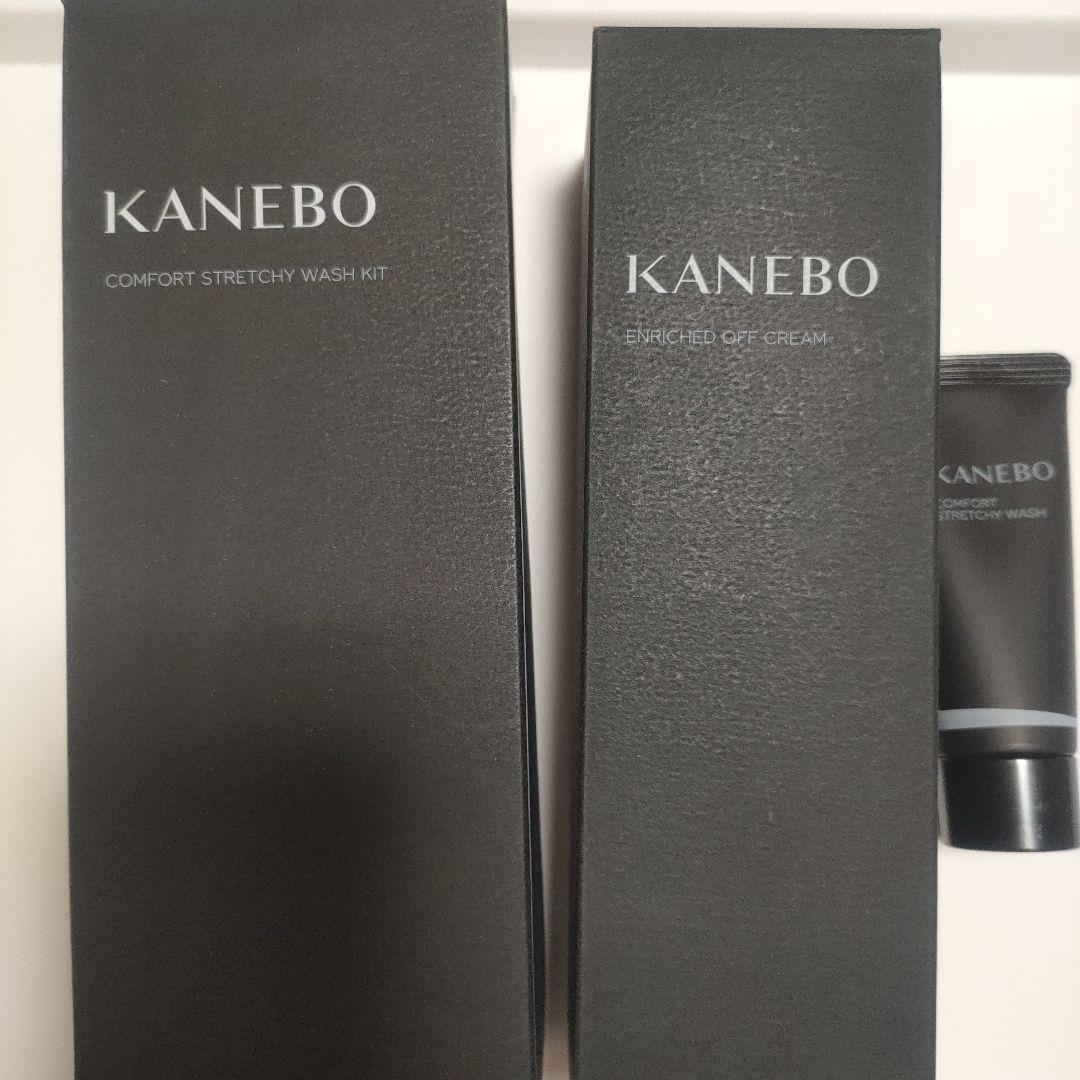 KANEBO
COMFORT STRETCHY WASH KIT
KANEBO
ENRICHED OFF CREAM
KANEBO
COMFORT
STRETCHY WASH